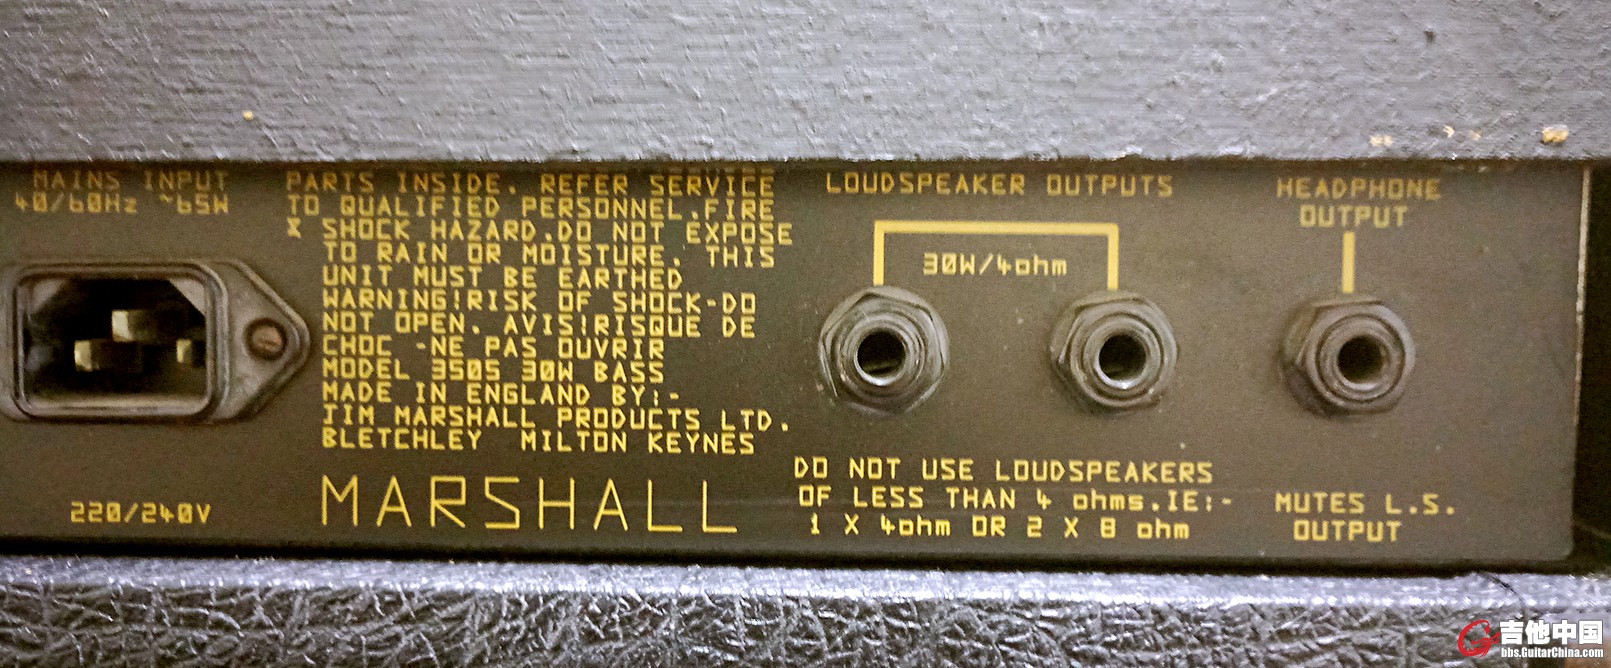 MAINS INPUT
40/60Hz ~65W
220/240V
PARTS INSIDE. REFER SERVICE
TO QUALIFIED PERSONNEL.FIRE
& SHOCK HAZARD.DO NOT EXPOSE
TO RAIN OR MOISTURE. THIS
UNIT MUST BE EARTHED
WARNING!RISK OF SHOCK-DO
NOT OPEN. AVIS!RISQUE DE
CHOC -NE PAS OUVRIR
MODEL 3505 30W BASS
MADE IN ENGLAND BY:-
JIM MARSHALL PRODUCTS LTD.
BLETCHLEY MILTON KEYNES
MARSHALL
LOUDSPEAKER OUTPUTS
30W/4ohm
DO NOT USE LOUDSPEAKERS
OF LESS THAN 4 ohms.IE:-
1 X 4ohm OR 2 X 8 ohm
HEADPHONE
OUTPUT
MUTES L.S.
OUTPUT
吉他中国
bbs.GuitarChina.com